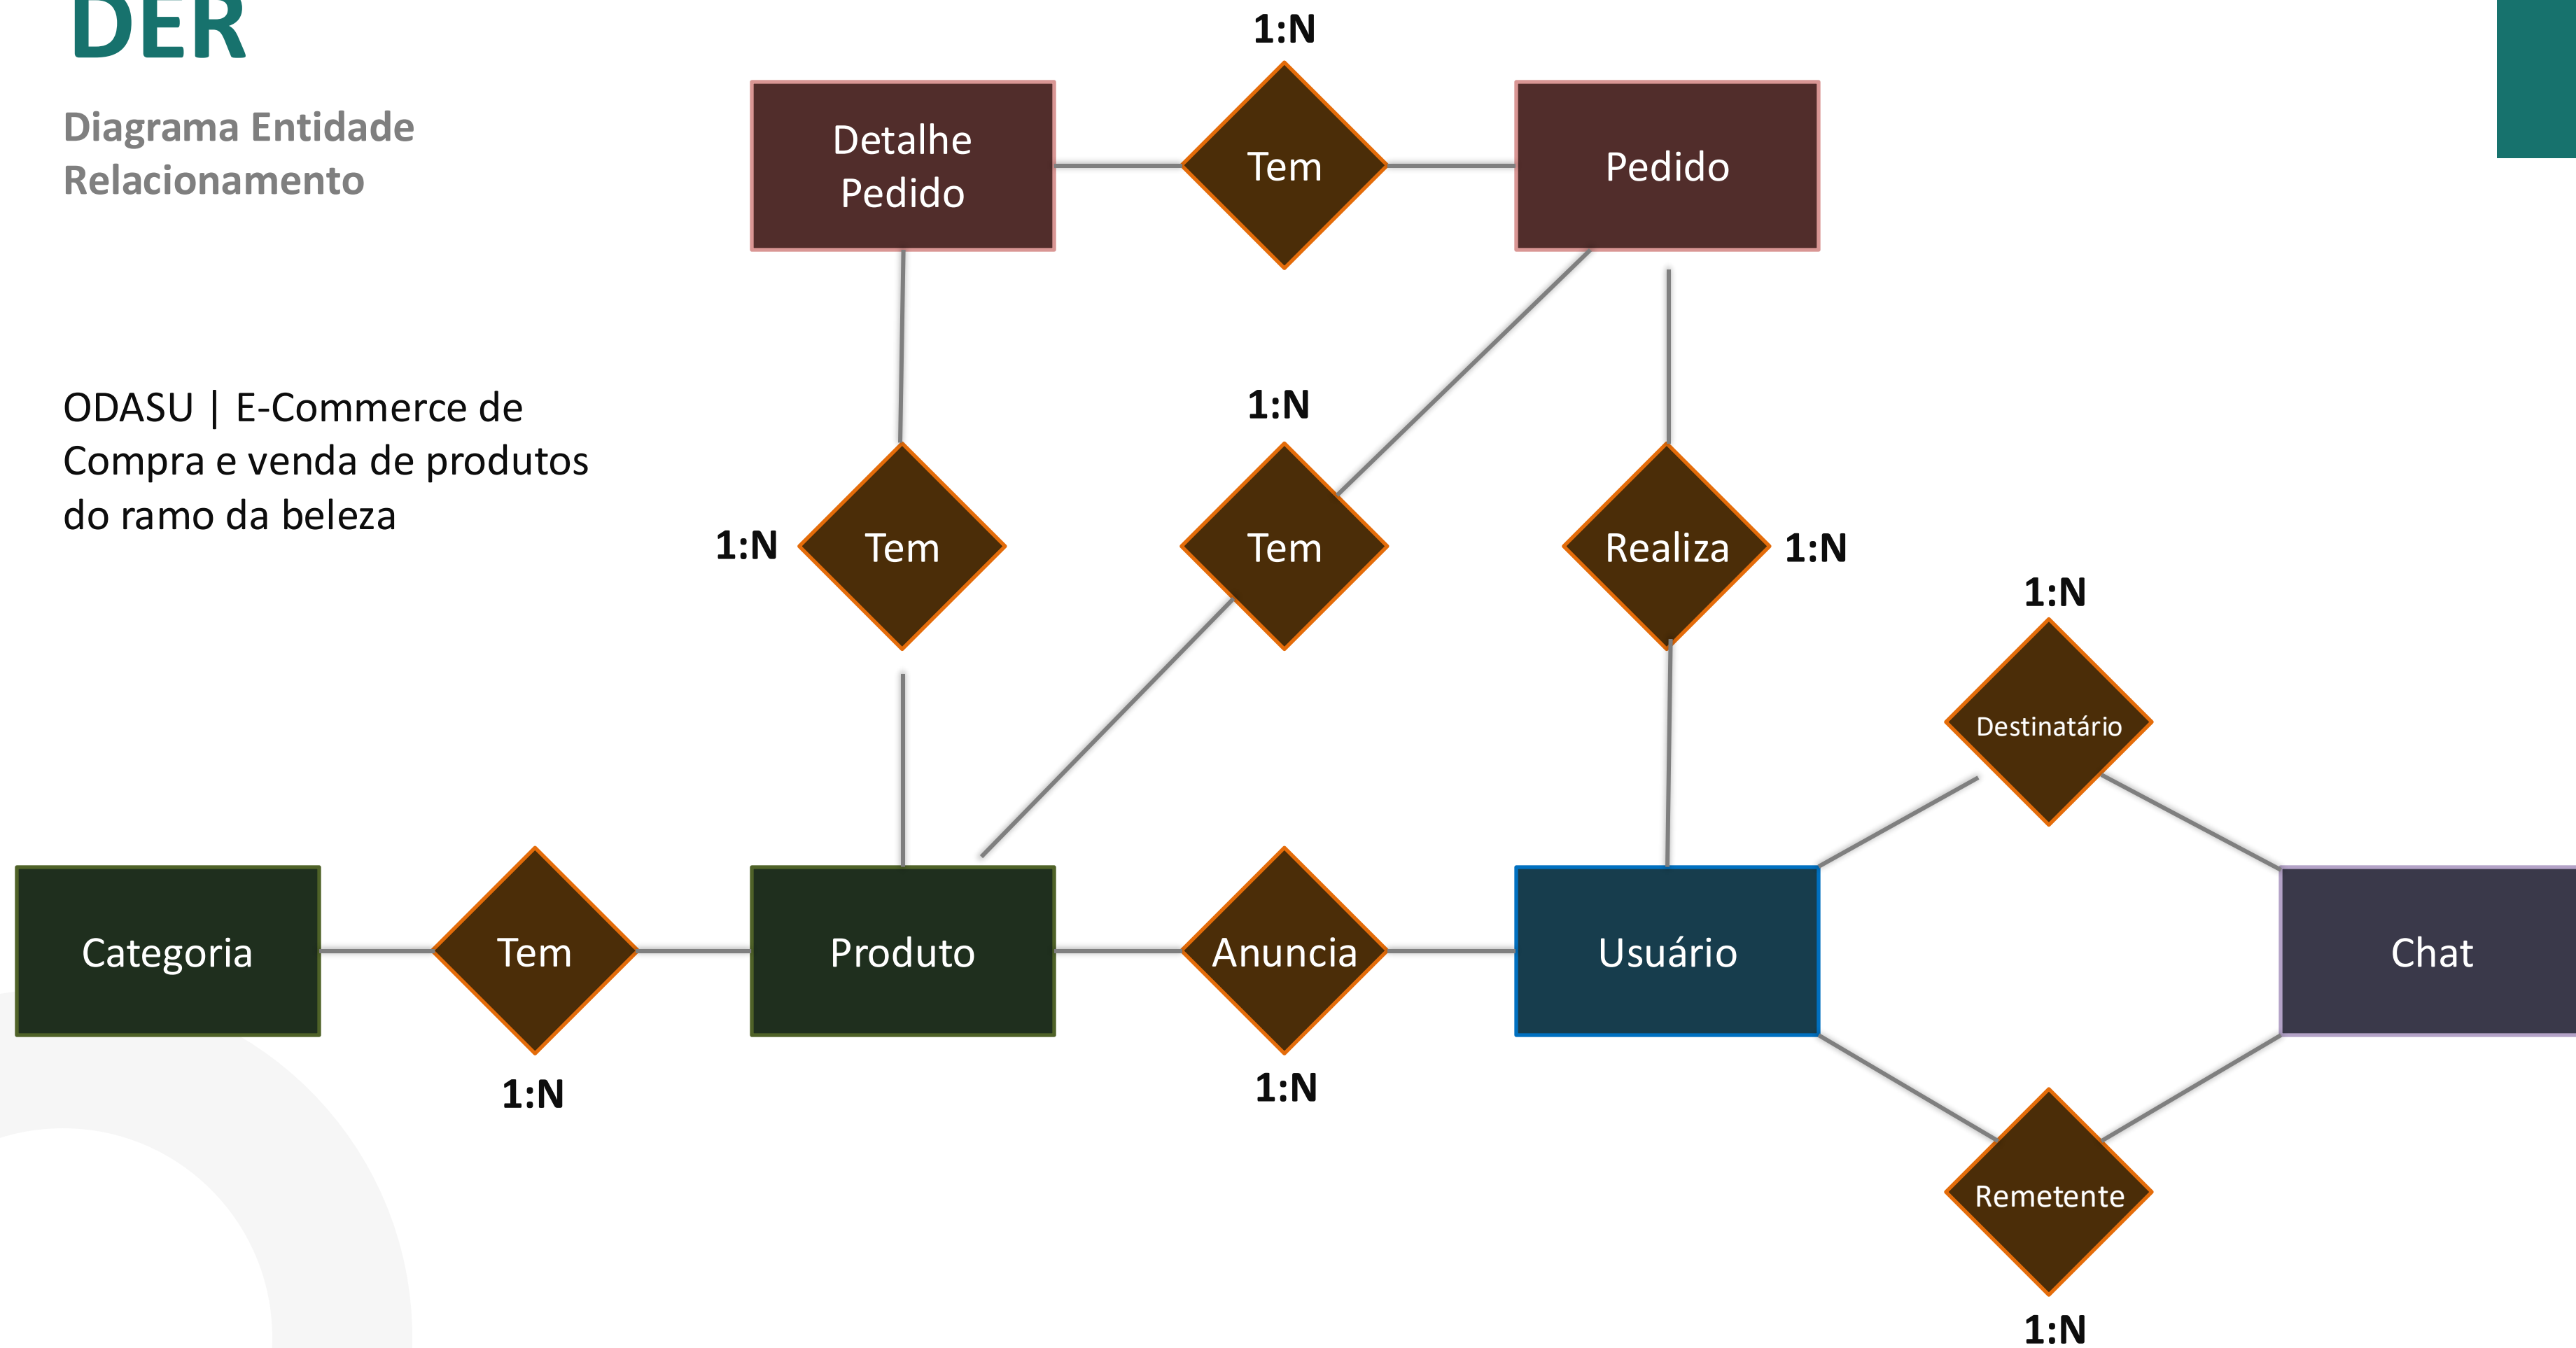 DER
Diagrama Entidade
Relacionamento
ODASU | E-Commerce de
Compra e venda de produtos
do ramo da beleza
1:N
Detalhe
Pedido
Tem
Pedido
1:N
1:N
Tem
Tem
Realiza
1:N
1:N
Destinatário
Categoria
Tem
Produto
Anuncia
Usuário
Chat
1:N
1:N
Remetente
1:N